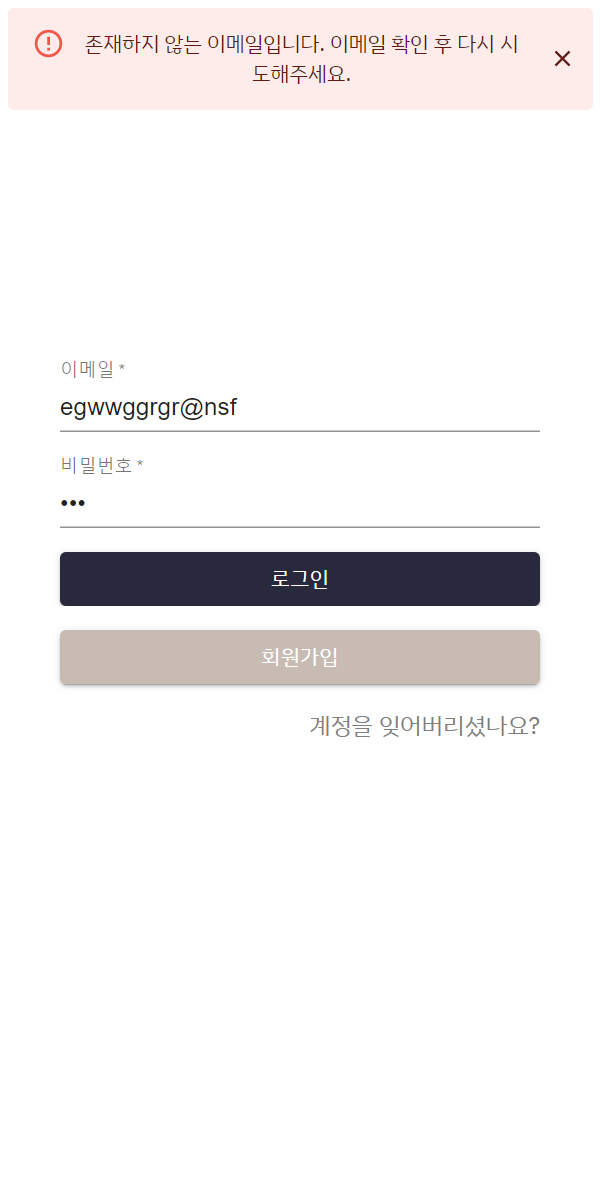 존재하지 않는 이메일입니다. 이메일 확인 후 다시 시
도해주세요.
이메일 *
egwwggrgr@nsf
비밀번호 *
•••
로그인
회원가입
계정을 잊어버리셨나요?